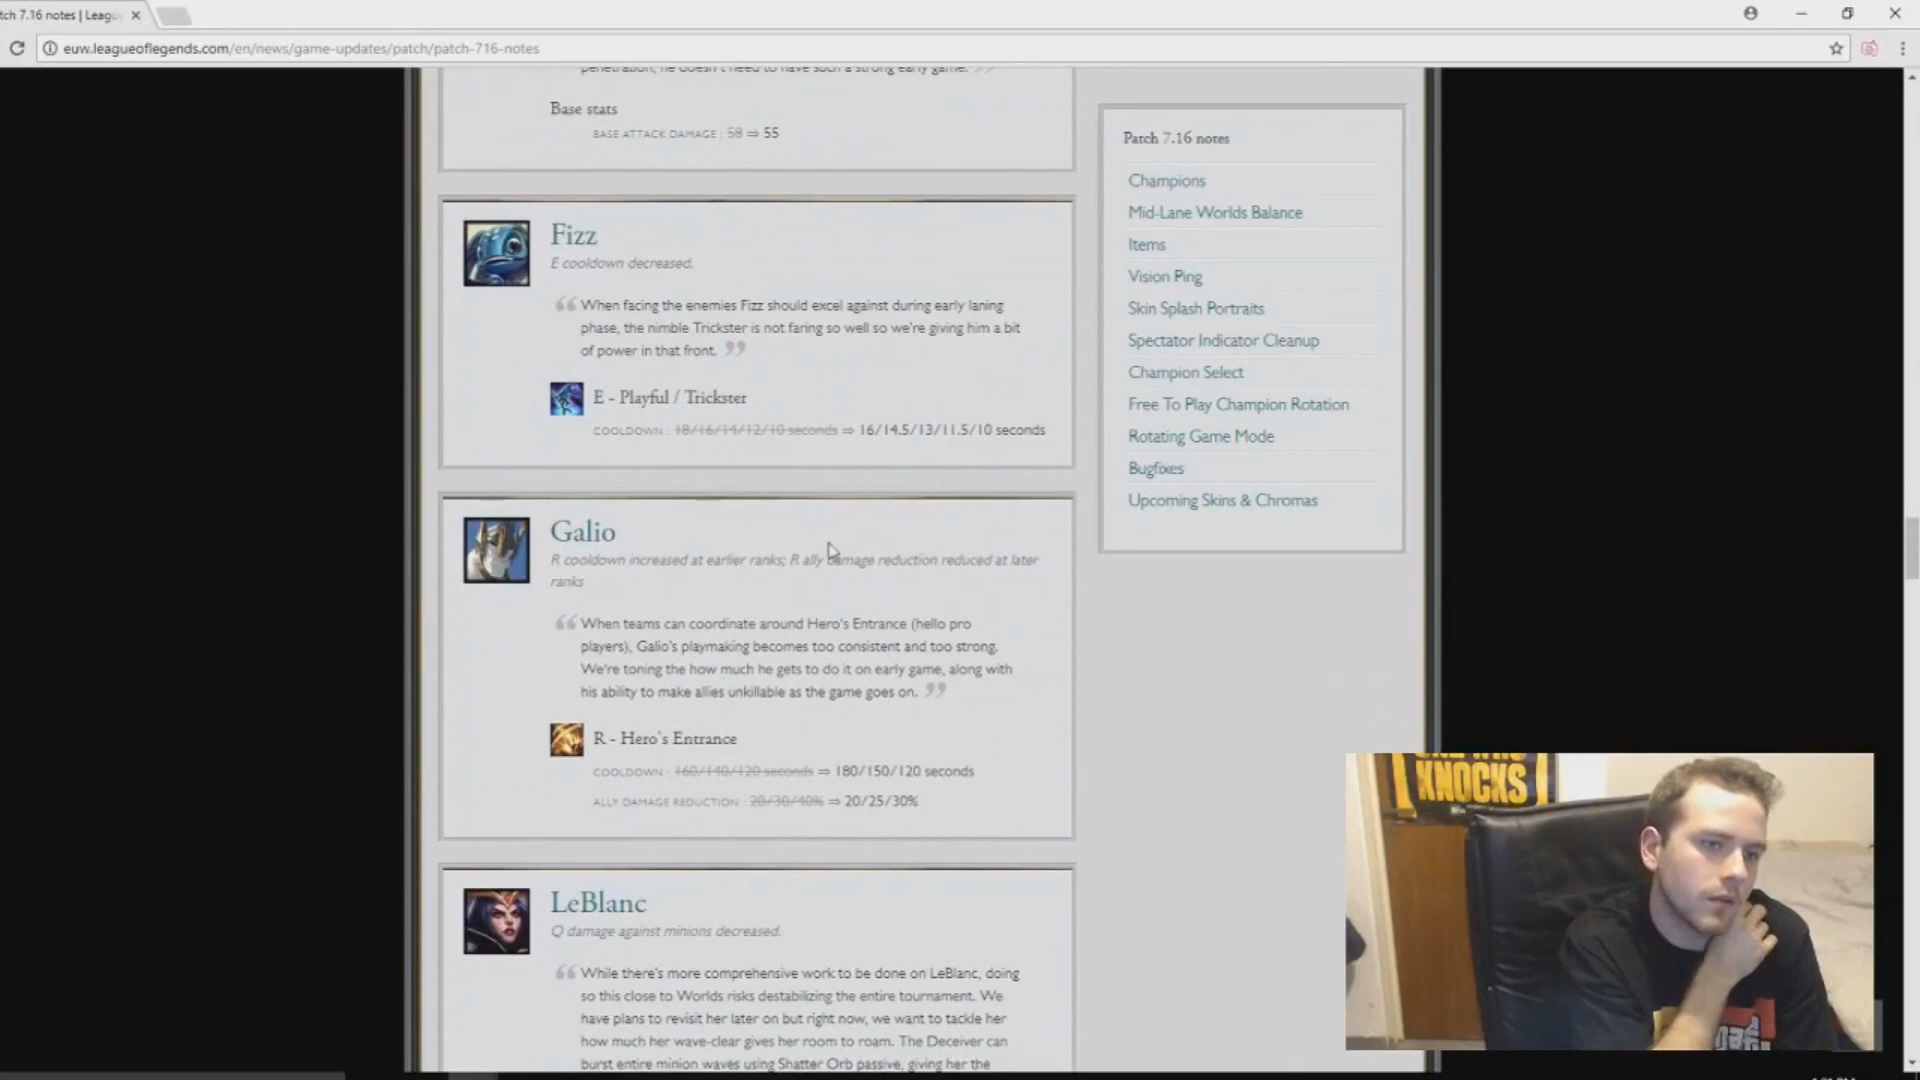 tch 7.16 notes | Leagu
euw.leagueoflegends.com/en/news/game-updates/patch/patch-716-notes
penetration, he doesn't need to have such a strong early game. ”
Base stats
BASE ATTACK DAMAGE : 58 ⇒ 55
Fizz
E cooldown decreased.
“ When facing the enemies Fizz should excel against during early laning
phase, the nimble Trickster is not faring so well so we're giving him a bit
of power in that front. ”
E - Playful / Trickster
COOLDOWN : 18/16/14/12/10 seconds ⇒ 16/14.5/13/11.5/10 seconds
Galio
R cooldown increased at earlier ranks; R ally damage reduction reduced at later
ranks
“ When teams can coordinate around Hero's Entrance (hello pro
players), Galio's playmaking becomes too consistent and too strong.
We're toning the how much he gets to do it on early game, along with
his ability to make allies unkillable as the game goes on. ”
R - Hero's Entrance
COOLDOWN : 160/140/120 seconds ⇒ 180/150/120 seconds
ALLY DAMAGE REDUCTION : 20/30/40% ⇒ 20/25/30%
LeBlanc
Q damage against minions decreased.
“ While there's more comprehensive work to be done on LeBlanc, doing
so this close to Worlds risks destabilizing the entire tournament. We
have plans to revisit her later on but right now, we want to tackle her
how much her wave-clear gives her room to roam. The Deceiver can
burst entire minion waves using Shatter Orb passive, giving her the
Patch 7.16 notes
Champions
Mid-Lane Worlds Balance
Items
Vision Ping
Skin Splash Portraits
Spectator Indicator Cleanup
Champion Select
Free To Play Champion Rotation
Rotating Game Mode
Bugfixes
Upcoming Skins & Chromas
KNOCKS